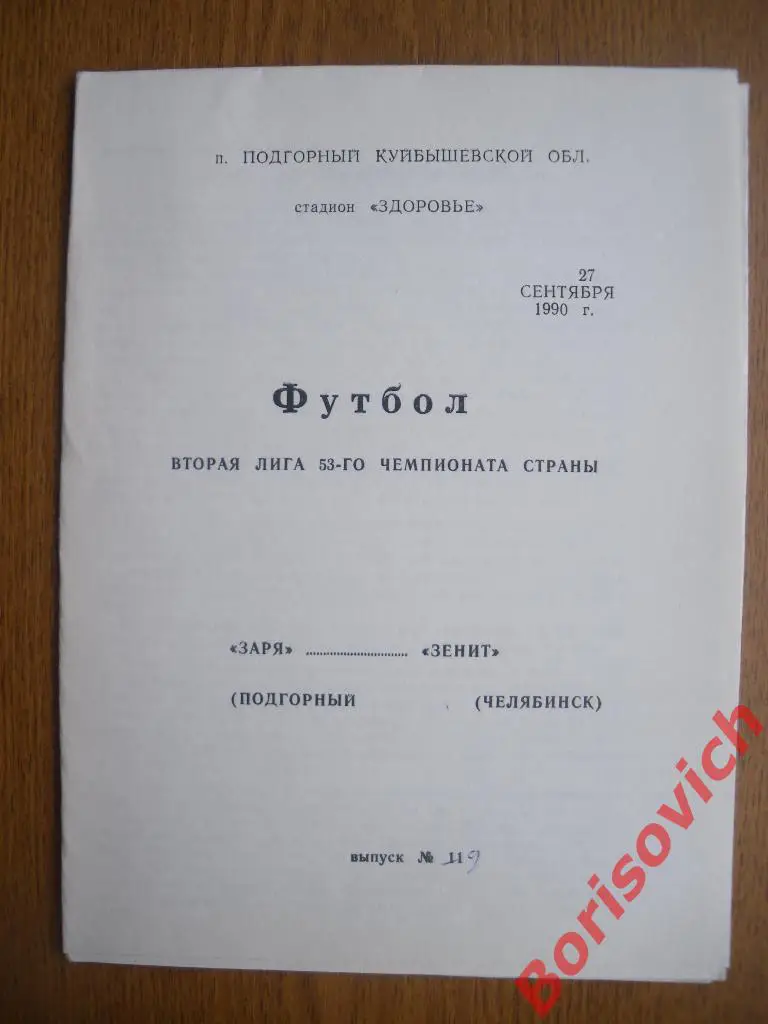 п. ПОДГОРНЫЙ КУЙБЫШЕВСКОЙ ОБЛ.
стадион «ЗДОРОВЬЕ»
27
СЕНТЯБРЯ
1990 г.
Футбол
ВТОРАЯ ЛИГА 53-ГО ЧЕМПИОНАТА СТРАНЫ
«ЗАРЯ» .............................. «ЗЕНИТ»
(ПОДГОРНЫЙ (ЧЕЛЯБИНСК)
выпуск № 119
Borisovich